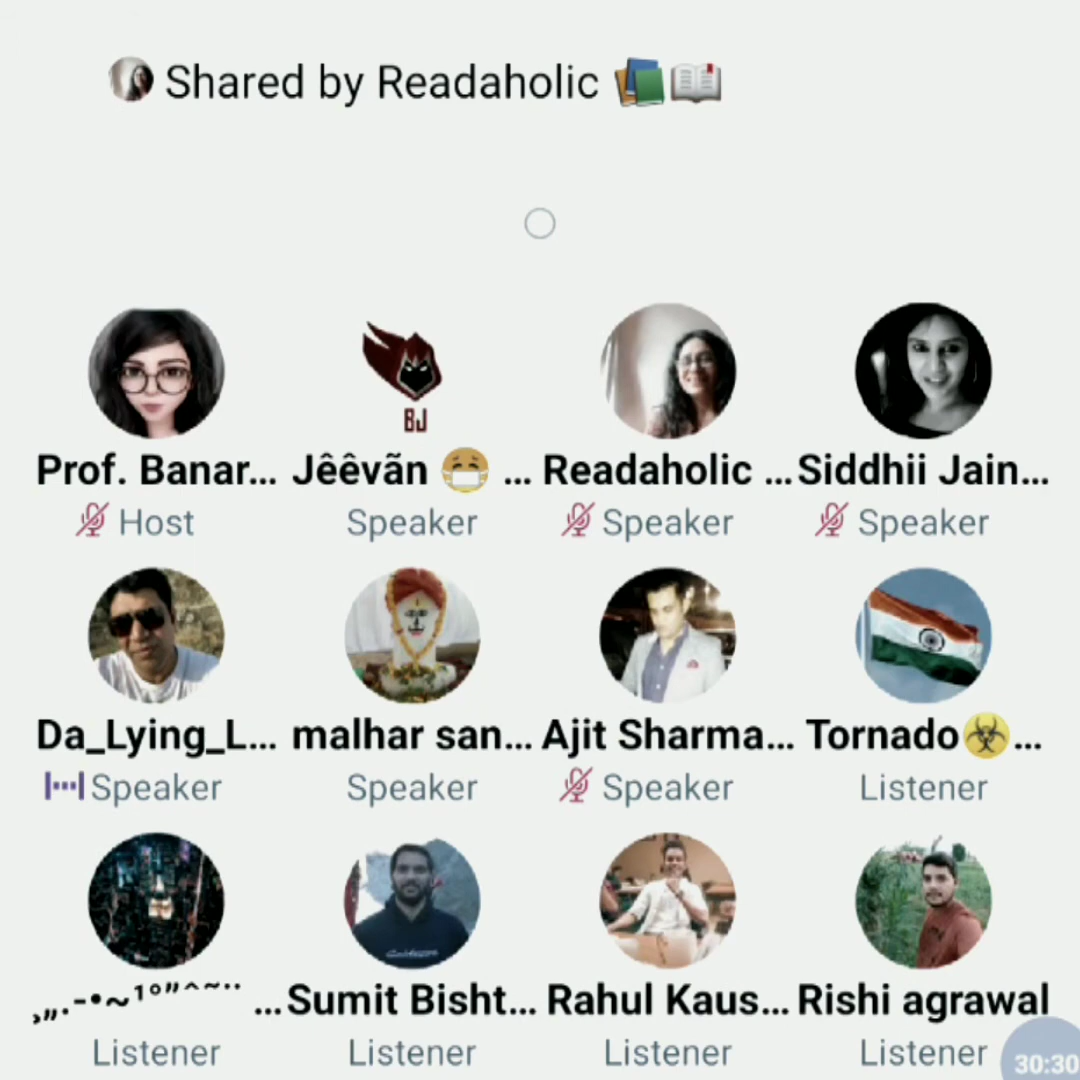 Shared by Readaholic 📚📖
BJ
Prof. Banar... Jêêvãn 😷 ... Readaholic ... Siddhii Jain...
Host Speaker Speaker Speaker
Da_Lying_L... malhar san... Ajit Sharma... Tornado☣...
Speaker Speaker Speaker Listener
¸„.-•~¹°”ˆ˜¨ ... Sumit Bisht... Rahul Kaus... Rishi agrawal
Listener Listener Listener Listener
30:30